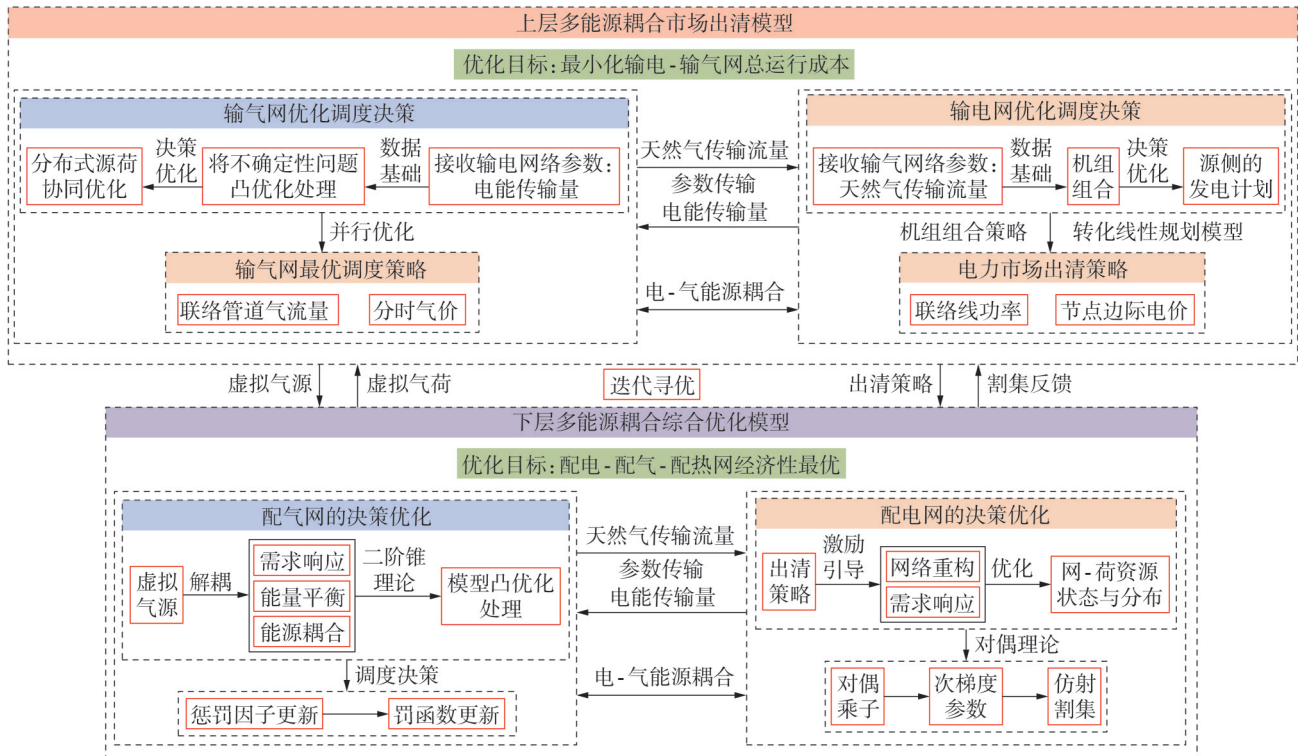 上层多能源耦合市场出清模型
优化目标:最小化输电-输气网总运行成本
输气网优化调度决策
分布式源荷
协同优化
决策
优化
将不确定性问题
凸优化处理
数据
基础
接收输电网络参数:
电能传输量
并行优化
输气网最优调度策略
联络管道气流量
分时气价
天然气传输流量
参数传输
电能传输量
电-气能源耦合
输电网优化调度决策
接收输气网络参数:
天然气传输流量
数据
基础
机组
组合
决策
优化
源侧的
发电计划
机组组合策略
转化线性规划模型
电力市场出清策略
联络线功率
节点边际电价
虚拟气源
虚拟气荷
迭代寻优
出清策略
割集反馈
下层多能源耦合综合优化模型
优化目标:配电-配气-配热网经济性最优
配气网的决策优化
虚拟
气源
解耦
需求响应
能量平衡
能源耦合
二阶锥
理论
模型凸优化
处理
调度决策
惩罚因子更新
罚函数更新
天然气传输流量
参数传输
电能传输量
电-气能源耦合
配电网的决策优化
出清
策略
激励
引导
网络重构
需求响应
优化
网-荷资源
状态与分布
对偶理论
对偶
乘子
次梯度
参数
仿射
割集